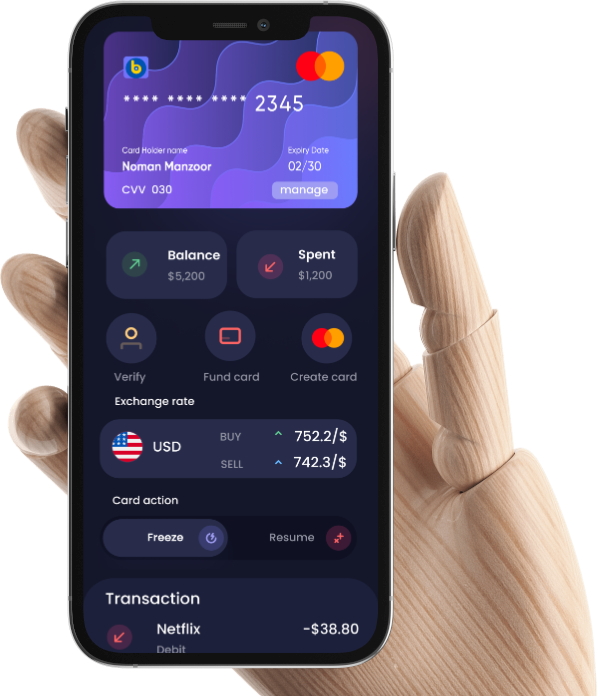 b
**** **** **** 2345
Card Holder name Expiry Date
Noman Manzoor 02/30
CVV 030 manage
Balance Spent
$5,200 $1,200
Verify Fund card Create card
Exchange rate
USD BUY 752.2/$
SELL 743.3/$
Card action
Freeze Resume
Transaction
Netflix -$38.80
Debit